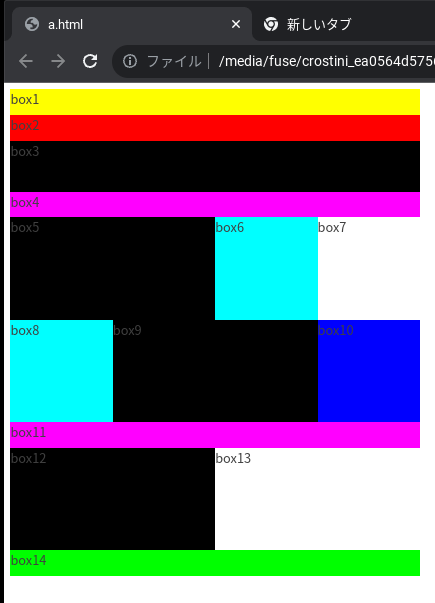 a.html
新しいタブ
ファイル /media/fuse/crostini_ea0564d575
box1
box2
box3
box4
box5 box6 box7
box8 box9 box10
box11
box12 box13
box14